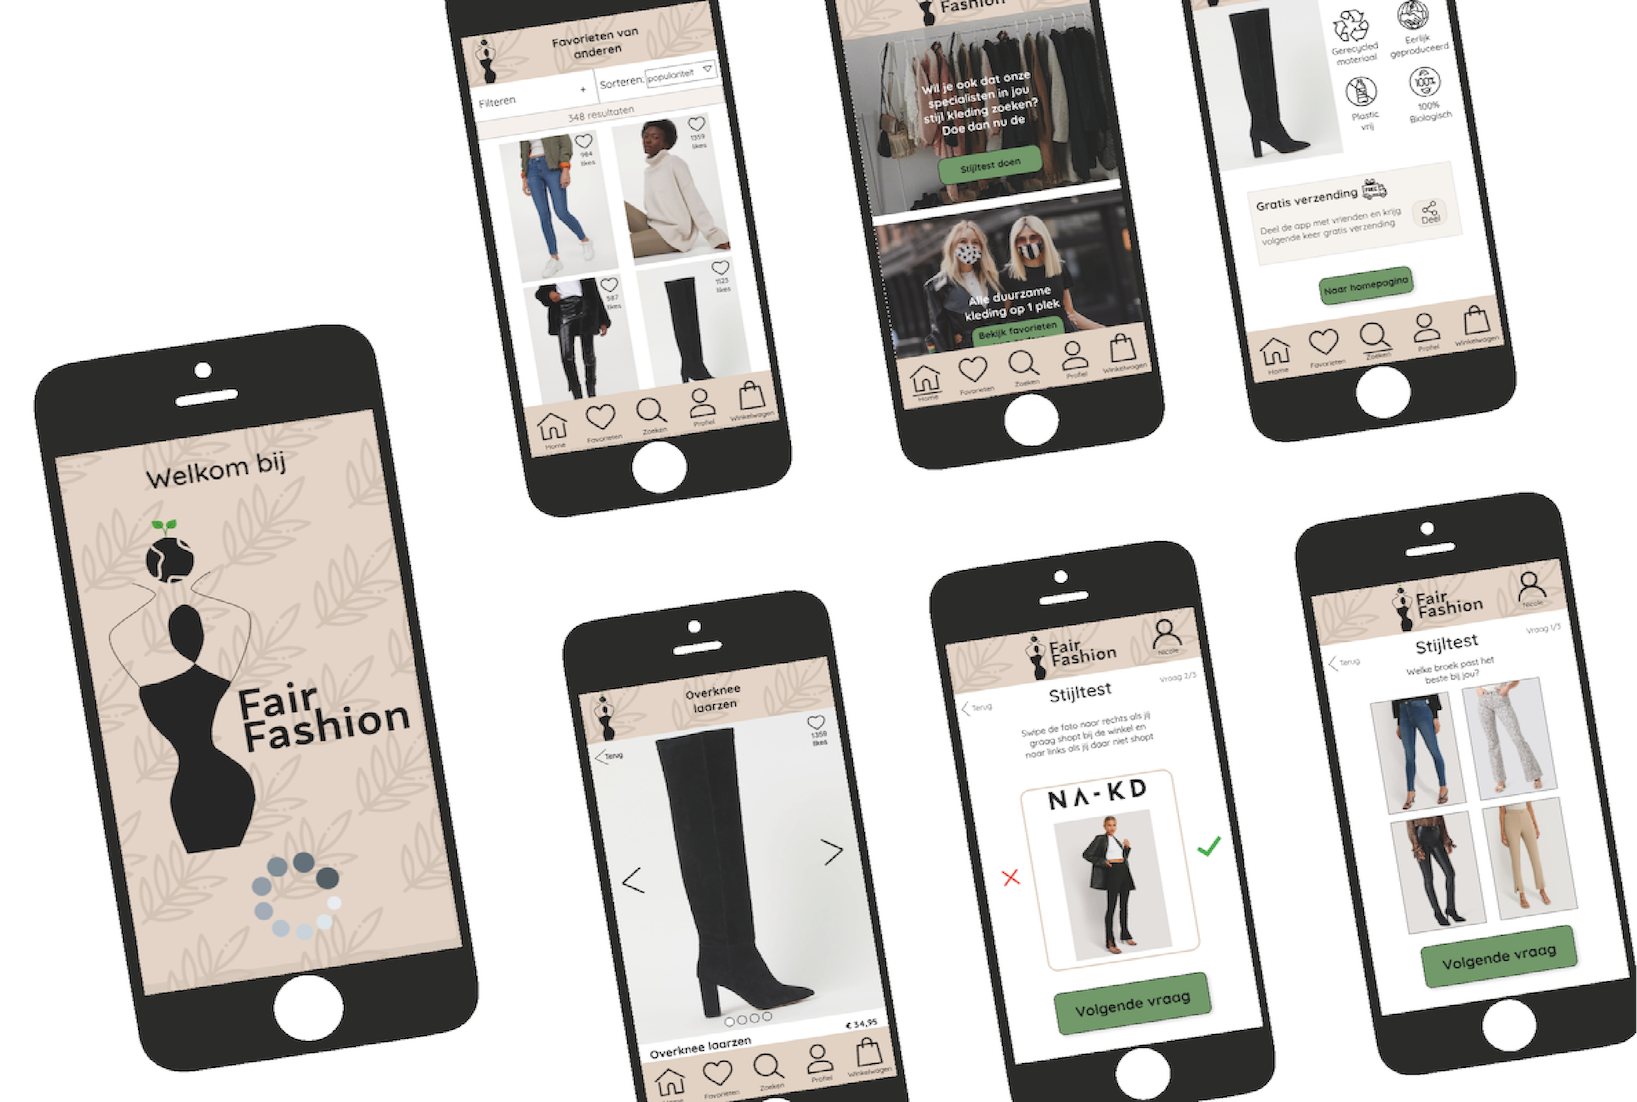 Favorieten van
anderen
Filteren +
Sorteren: populariteit
348 resultaten
984
likes
1359
likes
587
likes
1125
likes
Home
Favorieten
Zoeken
Profiel
Winkelwagen
Fashion
Wil je ook dat onze
specialisten in jou
stijl kleding zoeken?
Doe dan nu de
Stijltest doen
Alle duurzame
kleding op 1 plek
Bekijk favorieten
Home
Favorieten
Zoeken
Profiel
Winkelwagen
Gerecycled
materiaal
Eerlijk
geproduceerd
Plastic
vrij
100%
100%
Biologisch
Gratis verzending
FREE
Deel de app met vrienden en krijg
volgende keer gratis verzending
Deel
Naar homepagina
Home
Favorieten
Zoeken
Profiel
Winkelwagen
Welkom bij
Fair
Fashion
Overknee
laarzen
Terug
1359
likes
€ 34,95
Overknee laarzen
Favorieten
Zoeken
Profiel
Winkelwagen
Fair
Fashion
Nicole
Vraag 2/3
Stijltest
Terug
Swipe de foto naar rechts als jij
graag shopt bij de winkel en
naar links als jij daar niet shopt
NA-KD
Volgende vraag
Fair
Fashion
Nicole
Vraag 1/3
Stijltest
Terug
Welke broek past het
beste bij jou?
Volgende vraag